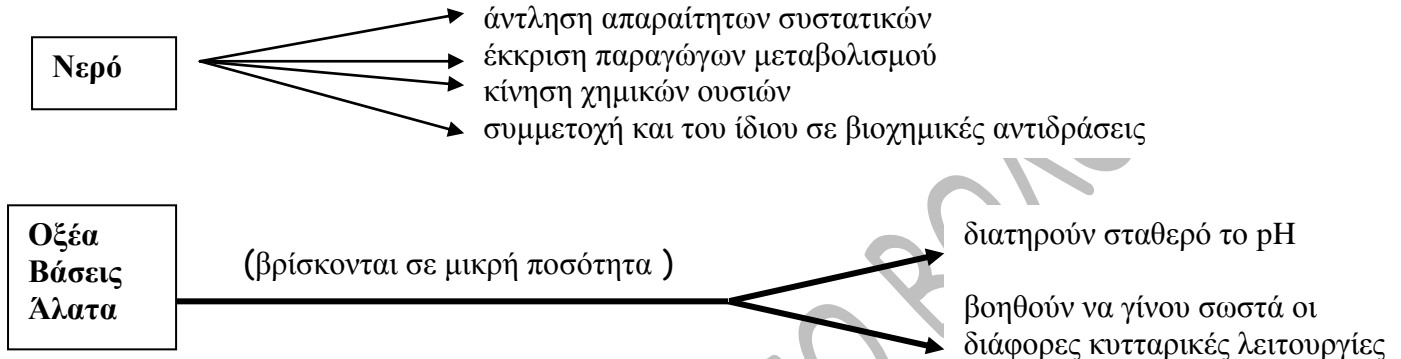 άντληση απαραίτητων συστατικών
Νερό
έκκριση παραγώγων μεταβολισμού
κίνηση χημικών ουσιών
συμμετοχή και του ίδιου σε βιοχημικές αντιδράσεις
Οξέα
Βάσεις
Άλατα
(βρίσκονται σε μικρή ποσότητα )
διατηρούν σταθερό το pH
βοηθούν να γίνου σωστά οι
διάφορες κυτταρικές λειτουργίες